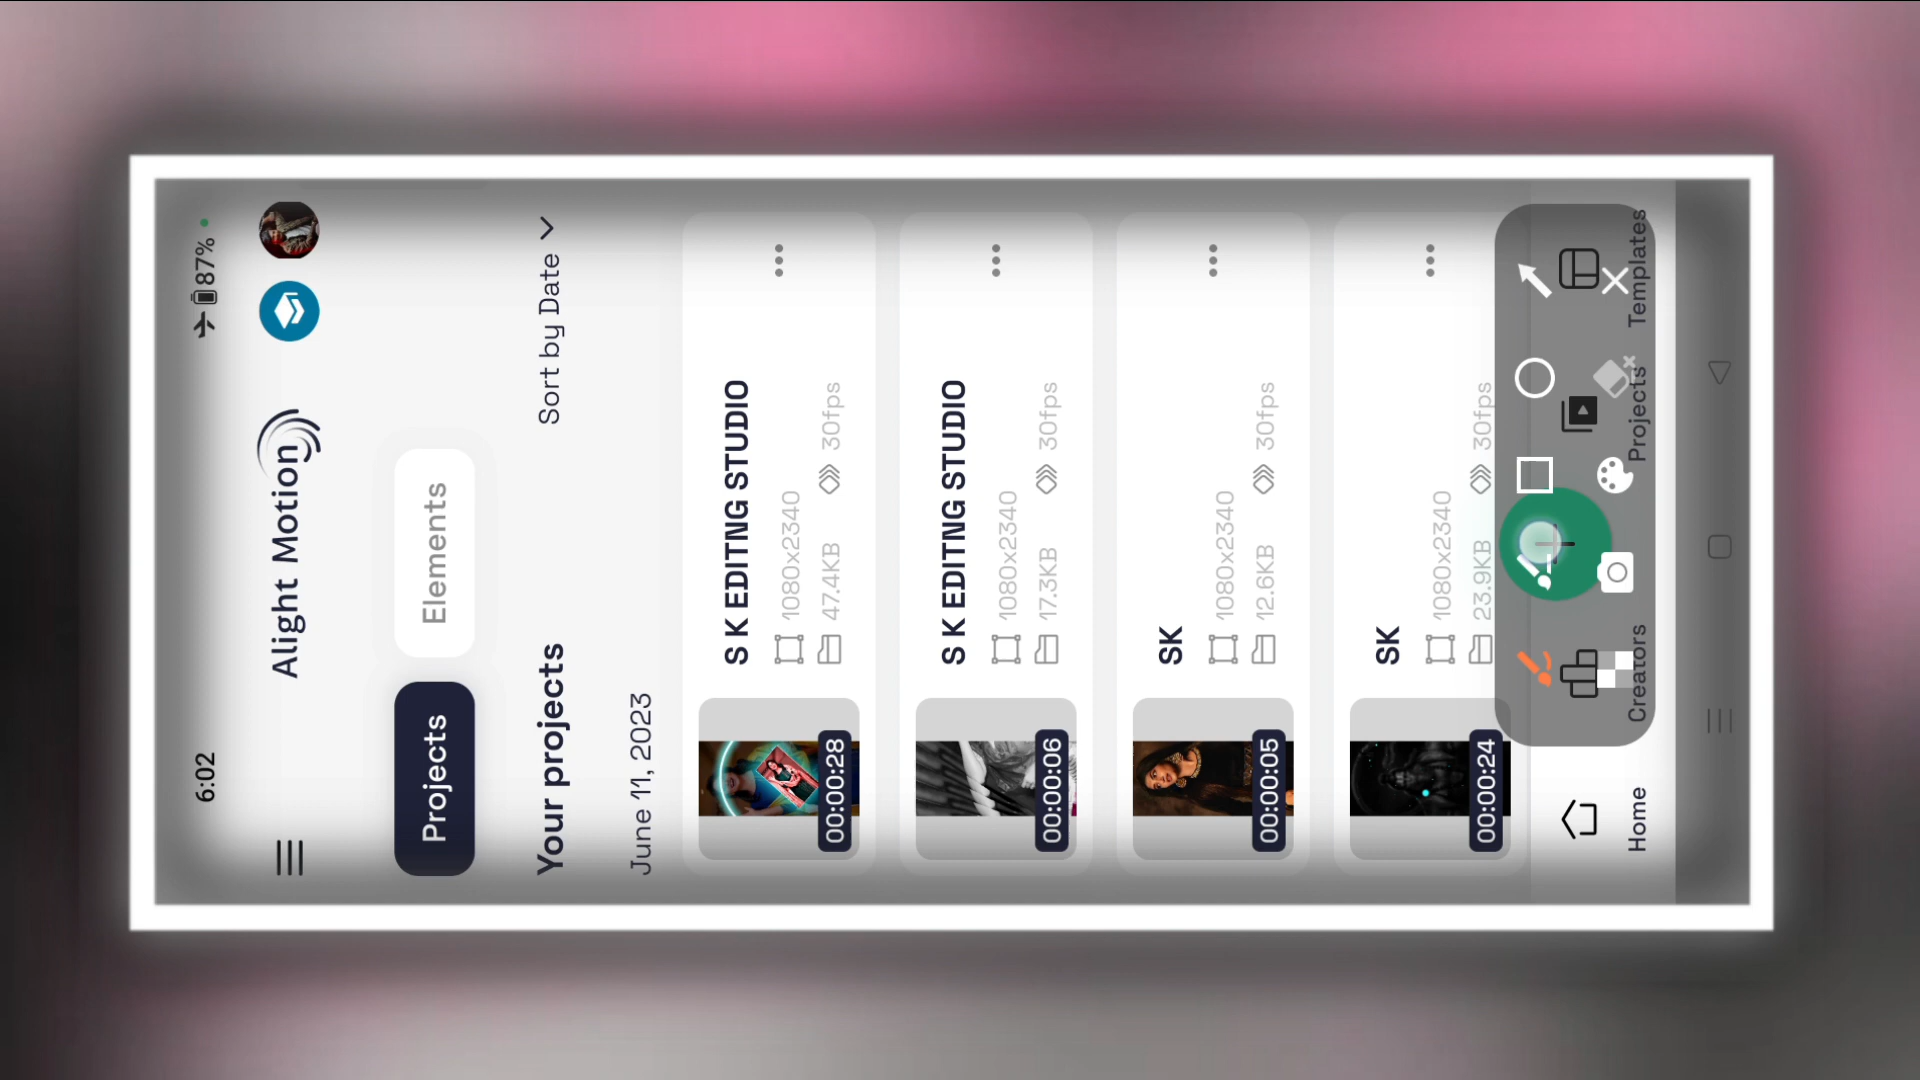 6:02
87%
Alight Motion
Projects
Elements
Your projects
Sort by Date
June 11, 2023
S K EDITNG STUDIO
1080x2340
47.4KB
30fps
00:00:28
S K EDITNG STUDIO
1080x2340
17.3KB
30fps
00:00:06
SK
1080x2340
12.6KB
30fps
00:00:05
SK
1080x2340
23.9KB
30fps
00:00:24
Home
Creators
Projects
Templates